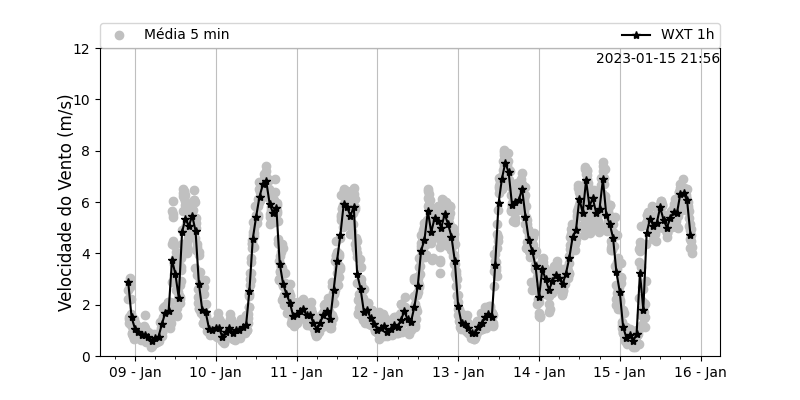 Média 5 min
WXT 1h
2023-01-15 21:56
Velocidade do Vento (m/s)
12
10
8
6
4
2
0
09 - Jan
10 - Jan
11 - Jan
12 - Jan
13 - Jan
14 - Jan
15 - Jan
16 - Jan